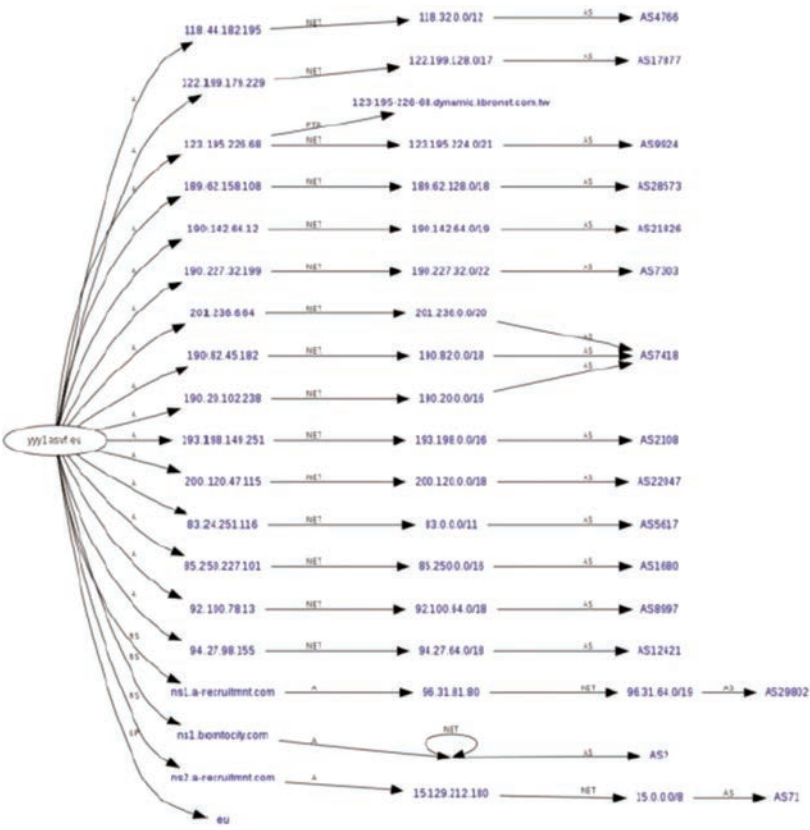 118.44.182.195 NET 118.32.0.0/12 AS AS4766
122.199.179.229 NET 122.199.128.0/17 AS AS17877
PTR 123-195-226-68.dynamic.kbronet.com.tw
123.195.226.68 NET 123.195.224.0/21 AS AS9924
189.62.158.108 NET 189.62.128.0/18 AS AS28573
190.142.64.12 NET 190.142.64.0/19 AS AS21826
190.227.32.199 NET 190.227.32.0/22 AS AS7303
201.236.6.64 NET 201.236.0.0/20 AS
190.82.45.182 NET 190.82.0.0/18 AS AS7418
190.20.102.238 NET 190.20.0.0/16 AS
193.198.149.251 NET 193.198.0.0/16 AS AS2108
200.120.47.115 NET 200.120.0.0/18 AS AS22047
83.24.251.116 NET 83.0.0.0/11 AS AS5617
85.250.227.101 NET 85.250.0.0/16 AS AS1680
92.100.78.13 NET 92.100.64.0/18 AS AS8997
94.27.98.155 NET 94.27.64.0/18 AS AS12421
ns1.a-recruitmnt.com A 96.31.81.80 NET 96.31.64.0/19 AS AS29802
ns1.biomtocity.com A NET AS AS?
ns2.a-recruitmnt.com A 15.129.212.180 NET 15.0.0.0/8 AS AS71
eu